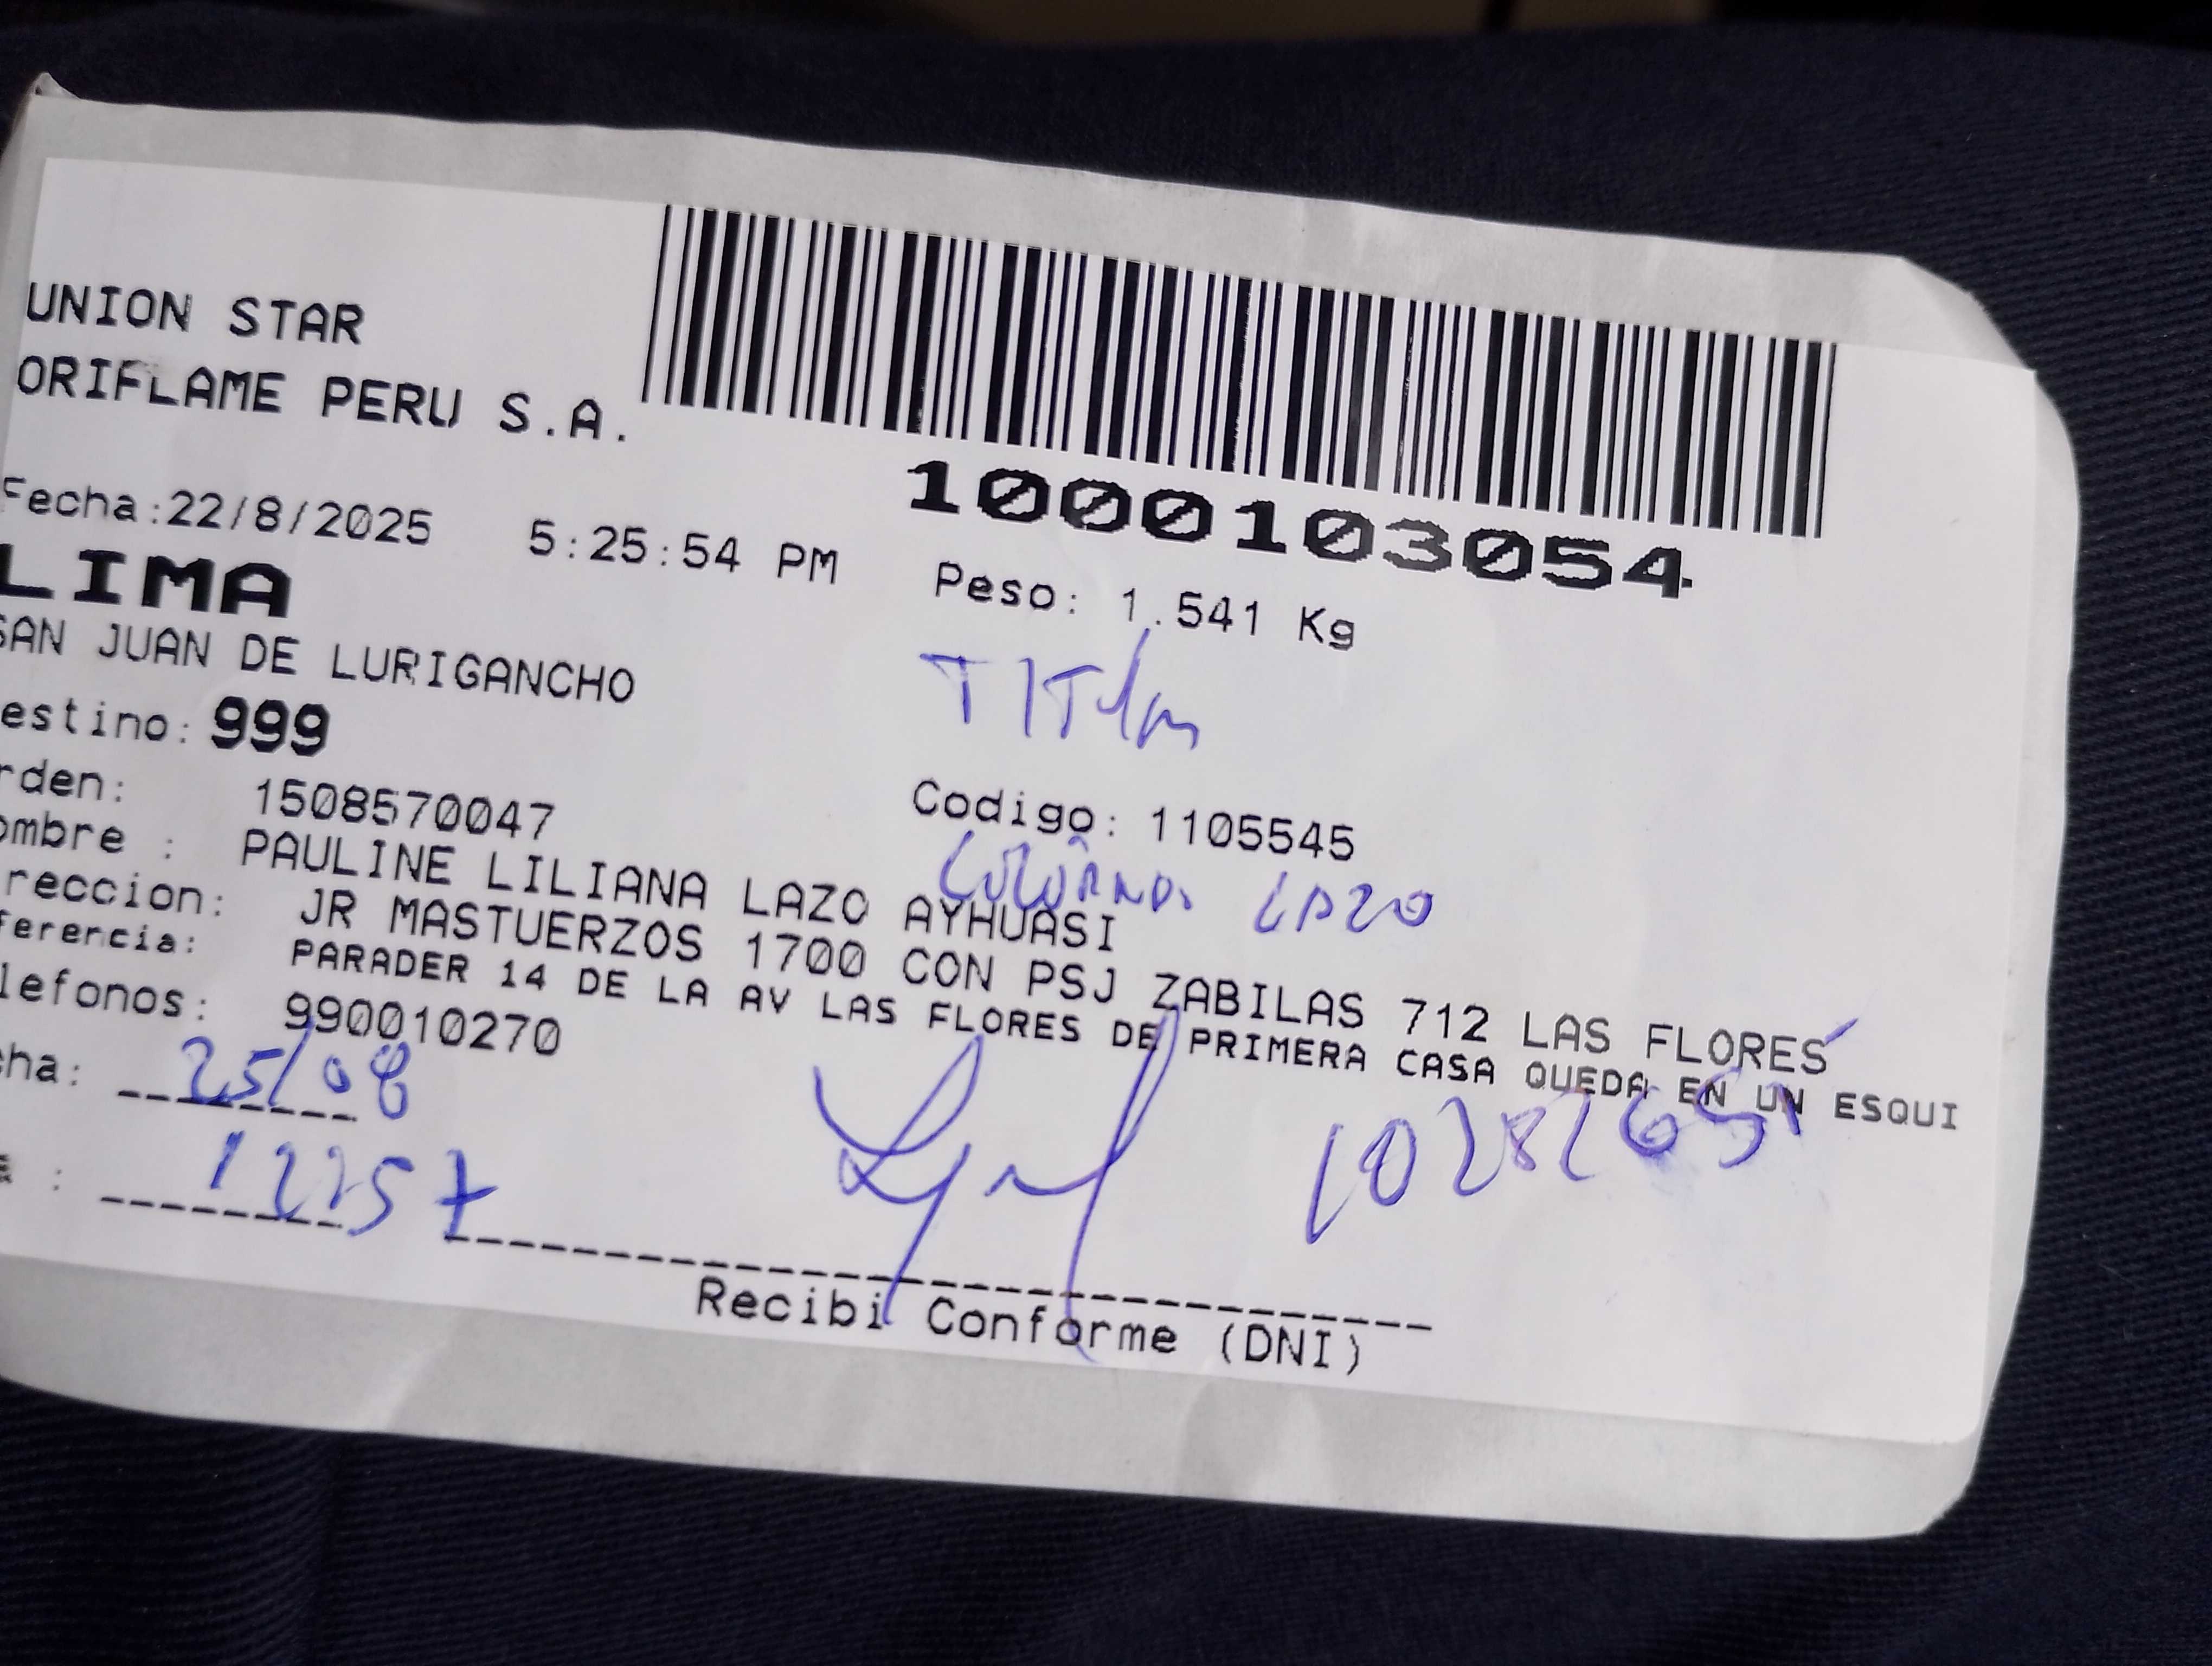 UNION STAR
ORIFLAME PERU S.A.
1000103054
Fecha:22/8/2025 5:25:54 PM
Peso: 1.541 Kg
LIMA
SAN JUAN DE LURIGANCHO
estino: 999
rden: 1508570047
Codigo: 1105545
ombre : PAULINE LILIANA LAZO AYHUASI
LAZO
reccion: JR MASTUERZOS 1700 CON PSJ ZABILAS 712 LAS FLORES
ferencia: PARADER 14 DE LA AV LAS FLORES DE PRIMERA CASA QUEDA EN UN ESQUI
lefonos: 990010270
ha: 25/08
Recibi Conforme (DNI)